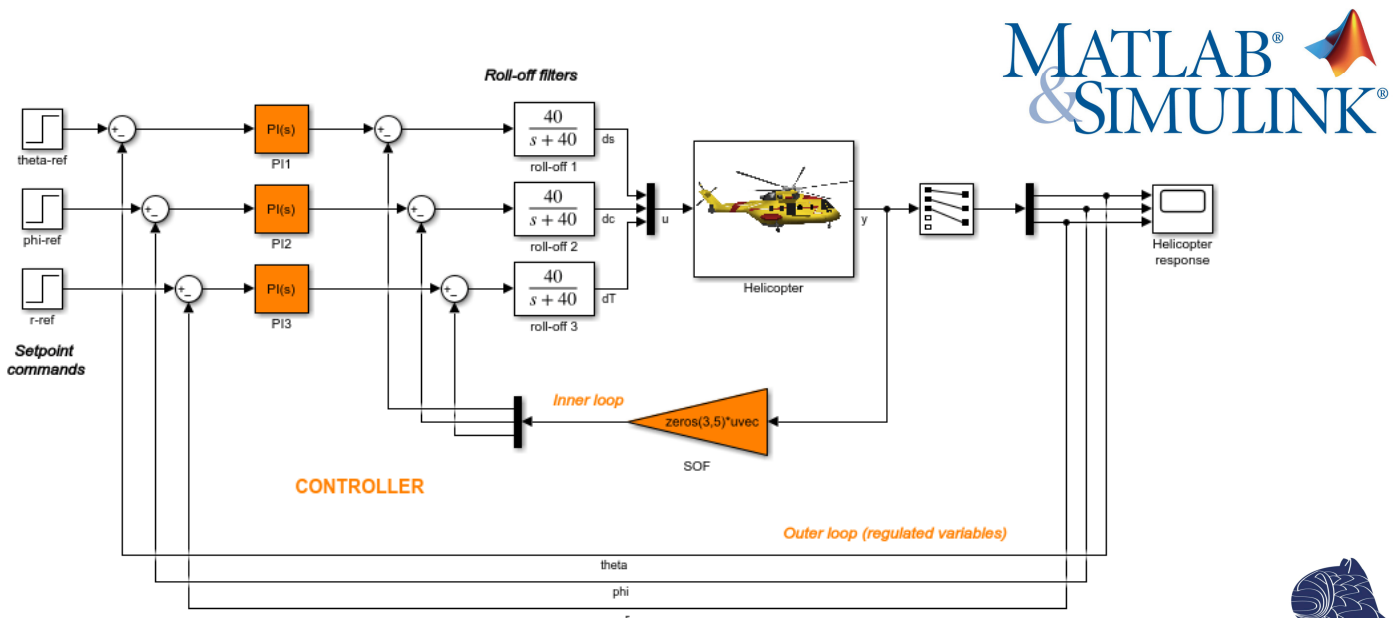 MATLAB®
&SIMULINK®
Roll-off filters
theta-ref
+
-
PI(s)
PI1
+
-
40
s + 40
ds
roll-off 1
phi-ref
+
-
PI(s)
PI2
+
-
40
s + 40
dc
roll-off 2
u
y
Helicopter
Helicopter
response
r-ref
+
-
PI(s)
PI3
+
-
40
s + 40
dT
roll-off 3
Setpoint
commands
Inner loop
zeros(3,5)*uvec
SOF
CONTROLLER
Outer loop (regulated variables)
theta
phi